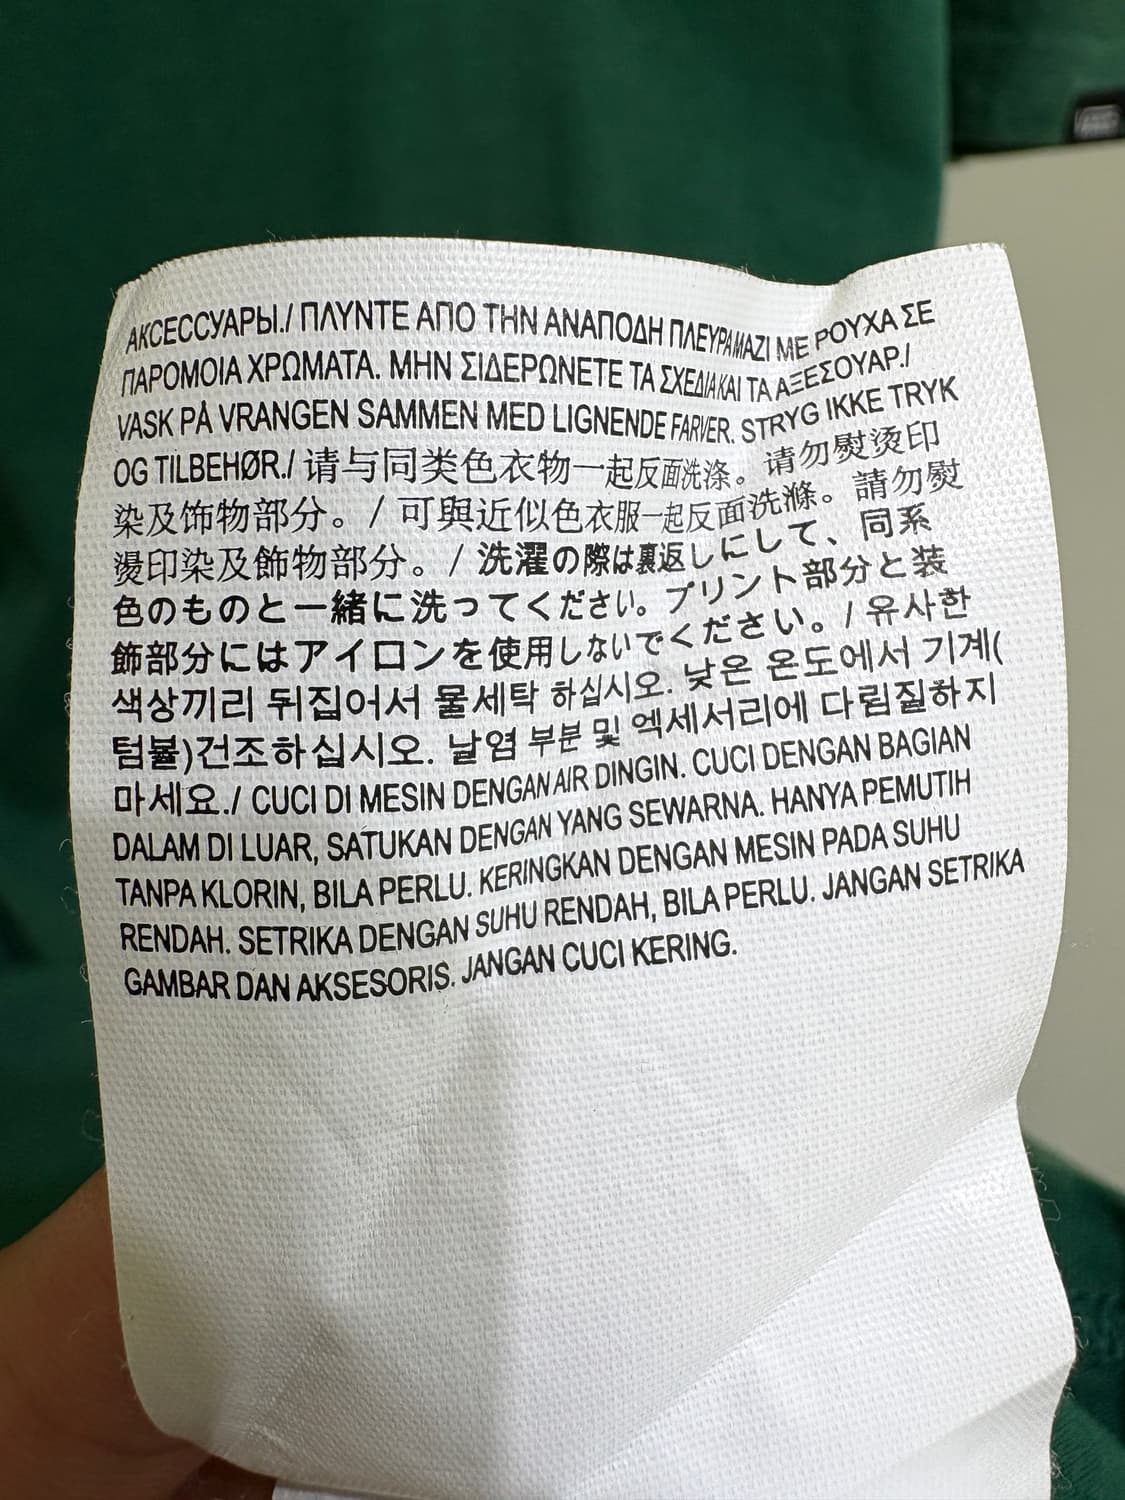 АКСЕССУАРЫ./ ΠΛΥΝΤΕ ΑΠΟ ΤΗΝ ΑΝΑΠΟΔΗ ΠΛΕΥΡΑ ΜΑΖΙ ΜΕ ΡΟΥΧΑ ΣΕ
ΠΑΡΟΜΟΙΑ ΧΡΩΜΑΤΑ. ΜΗΝ ΣΙΔΕΡΩΝΕΤΕ ΤΑ ΣΧΕΔΙΑ ΚΑΙ ΤΑ ΑΞΕΣΟΥΑΡ./
VASK PÅ VRANGEN SAMMEN MED LIGNENDE FARVER. STRYG IKKE TRYK
OG TILBEHØR./ 请与同类色衣物一起反面洗涤。请勿熨烫印
染及饰物部分。/ 可與近似色衣服一起反面洗滌。請勿熨
燙印染及飾物部分。/ 洗濯の際は裏返しにして、同系
色のものと一緒に洗ってください。プリント部分と装
飾部分にはアイロンを使用しないでください。/ 유사한
색상끼리 뒤집어서 물세탁 하십시오. 낮은 온도에서 기계(
텀블)건조하십시오. 날염 부분 및 엑세서리에 다림질하지
마세요./ CUCI DI MESIN DENGAN AIR DINGIN. CUCI DENGAN BAGIAN
DALAM DI LUAR, SATUKAN DENGAN YANG SEWARNA. HANYA PEMUTIH
TANPA KLORIN, BILA PERLU. KERINGKAN DENGAN MESIN PADA SUHU
RENDAH. SETRIKA DENGAN SUHU RENDAH, BILA PERLU. JANGAN SETRIKA
GAMBAR DAN AKSESORIS. JANGAN CUCI KERING.